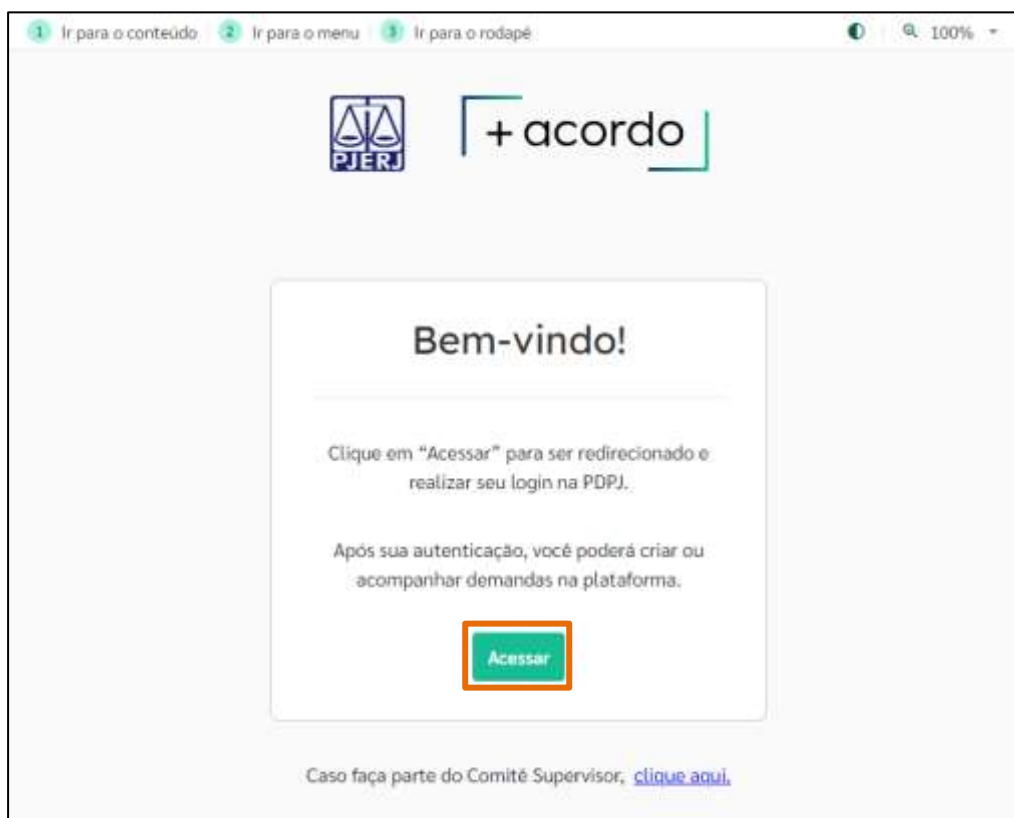 1 Ir para o conteúdo 2 Ir para o menu 3 Ir para o rodapé 100%
PJERJ + acordo
Bem-vindo!
Clique em “Acessar” para ser redirecionado e
realizar seu login na PDPJ.
Após sua autenticação, você poderá criar ou
acompanhar demandas na plataforma.
Acessar
Caso faça parte do Comitê Supervisor, clique aqui.